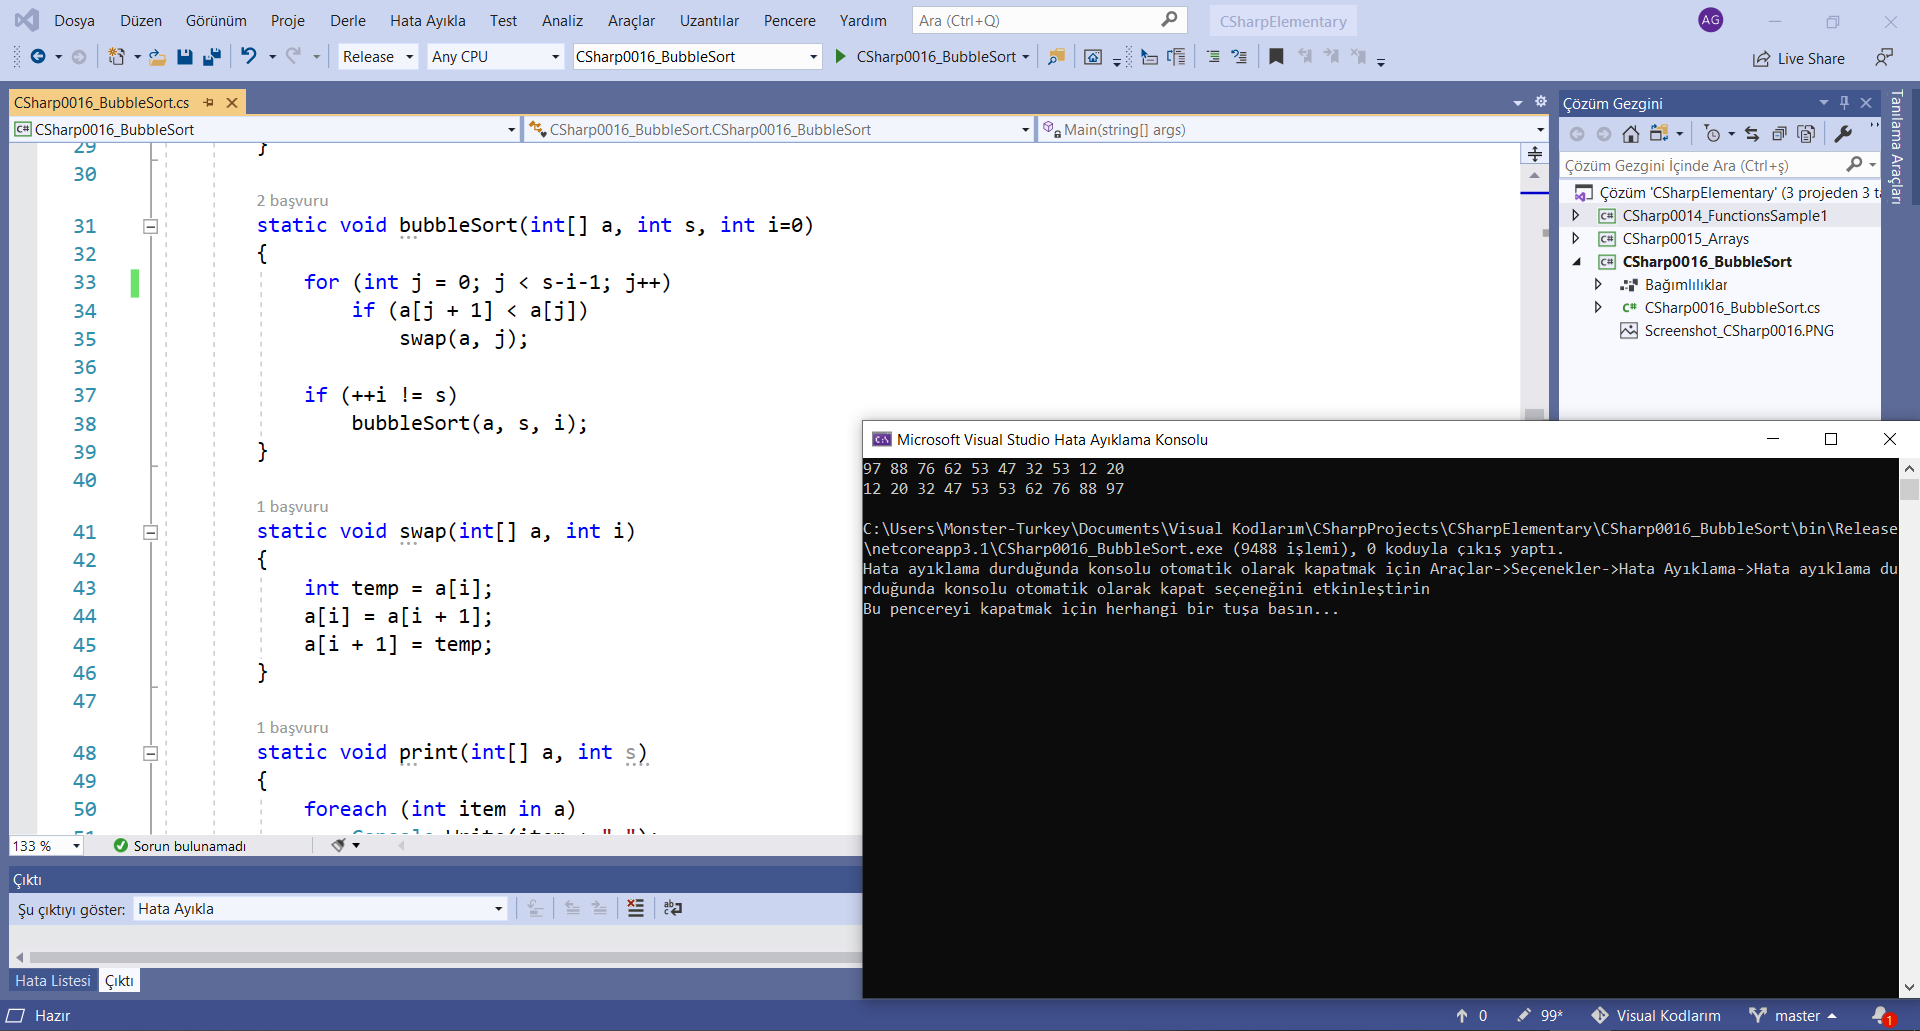 Dosya Düzen Görünüm Proje Derle Hata Ayıkla Test Analiz Araçlar Uzantılar Pencere Yardım Ara (Ctrl+Q) CSharpElementary AG
Release Any CPU CSharp0016_BubbleSort CSharp0016_BubbleSort Live Share
CSharp0016_BubbleSort.cs
C# CSharp0016_BubbleSort CSharp0016_BubbleSort.CSharp0016_BubbleSort Main(string[] args)
29 }
30
2 başvuru
31 static void bubbleSort(int[] a, int s, int i=0)
32 {
33 for (int j = 0; j < s-i-1; j++)
34 if (a[j + 1] < a[j])
35 swap(a, j);
36
37 if (++i != s)
38 bubbleSort(a, s, i);
39 }
40
1 başvuru
41 static void swap(int[] a, int i)
42 {
43 int temp = a[i];
44 a[i] = a[i + 1];
45 a[i + 1] = temp;
46 }
47
1 başvuru
48 static void print(int[] a, int s)
49 {
50 foreach (int item in a)
133 % Sorun bulunamadı
Çıktı
Şu çıktıyı göster: Hata Ayıkla
Hata Listesi Çıktı
Çözüm Gezgini
Çözüm Gezgini İçinde Ara (Ctrl+ş)
Çözüm 'CSharpElementary' (3 projeden 3 ta
C# CSharp0014_FunctionsSample1
C# CSharp0015_Arrays
C# CSharp0016_BubbleSort
Bağımlılıklar
C# CSharp0016_BubbleSort.cs
Screenshot_CSharp0016.PNG
Tanılama Araçları
Microsoft Visual Studio Hata Ayıklama Konsolu
97 88 76 62 53 47 32 53 12 20
12 20 32 47 53 53 62 76 88 97
C:\Users\Monster-Turkey\Documents\Visual Kodlarım\CSharpProjects\CSharpElementary\CSharp0016_BubbleSort\bin\Release
\netcoreapp3.1\CSharp0016_BubbleSort.exe (9488 işlemi), 0 koduyla çıkış yaptı.
Hata ayıklama durduğunda konsolu otomatik olarak kapatmak için Araçlar->Seçenekler->Hata Ayıklama->Hata ayıklama du
rduğunda konsolu otomatik olarak kapat seçeneğini etkinleştirin
Bu pencereyi kapatmak için herhangi bir tuşa basın...
Hazır 0 99* Visual Kodlarım master 1